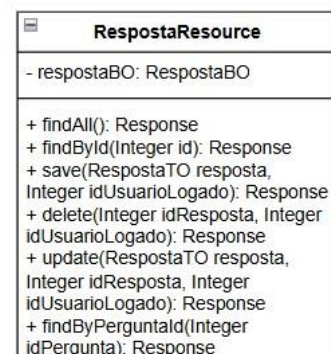 RespostaResource
- respostaBO: RespostaBO
+ findAll(): Response
+ findById(Integer id): Response
+ save(RespostaTO resposta,
Integer idUsuarioLogado): Response
+ delete(Integer idResposta, Integer
idUsuarioLogado): Response
+ update(RespostaTO resposta,
Integer idResposta, Integer
idUsuarioLogado): Response
+ findByPerguntaId(Integer
idPergunta): Response